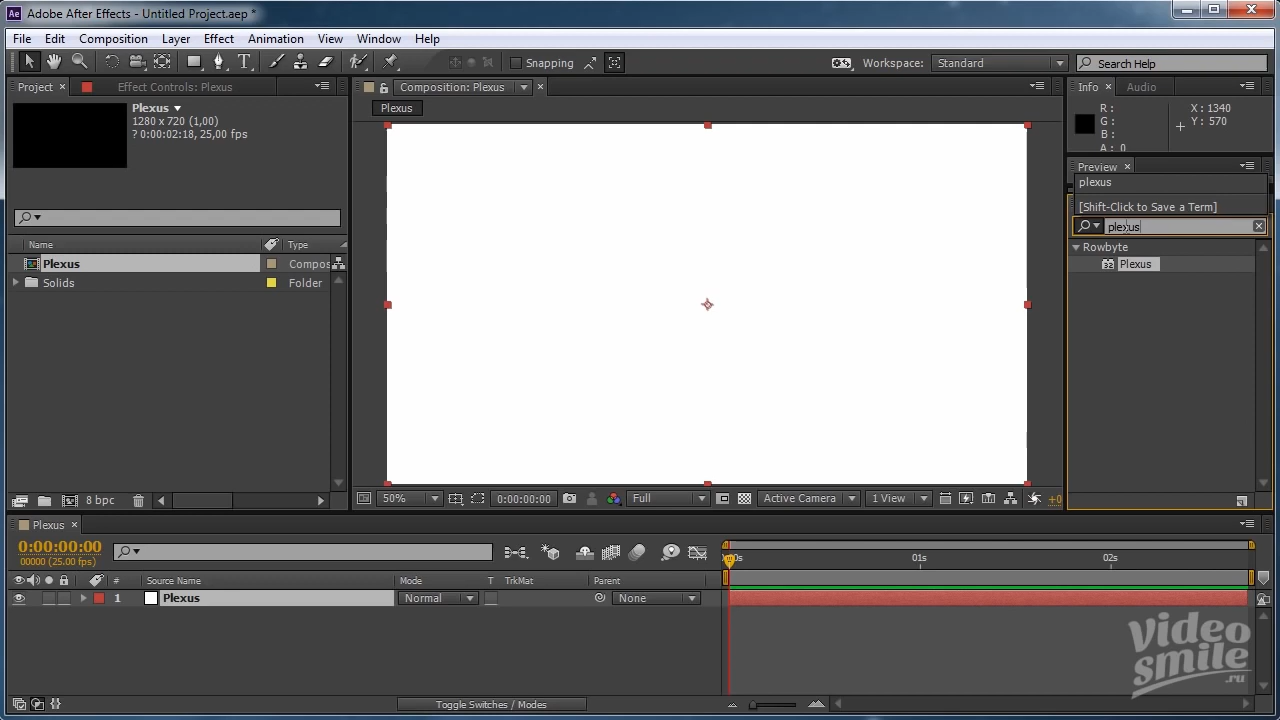 Ae Adobe After Effects - Untitled Project.aep *
File Edit Composition Layer Effect Animation View Window Help
Snapping Workspace: Standard Search Help
Project Effect Controls: Plexus
Plexus
1280 x 720 (1,00)
? 0:00:02:18, 25,00 fps
Name Type
Plexus Compos
Solids Folder
8 bpc
Composition: Plexus
Plexus
50% 0:00:00:00 Full Active Camera 1 View +0
Info Audio
R : X : 1340
G : Y : 570
B :
A : 0
Preview
plexus
[Shift-Click to Save a Term]
plexus
Rowbyte
32 Plexus
Plexus
0:00:00:00
00000 (25.00 fps)
0s 01s 02s
# Source Name Mode T TrkMat Parent
1 Plexus Normal None
Toggle Switches / Modes
video
smile
.ru